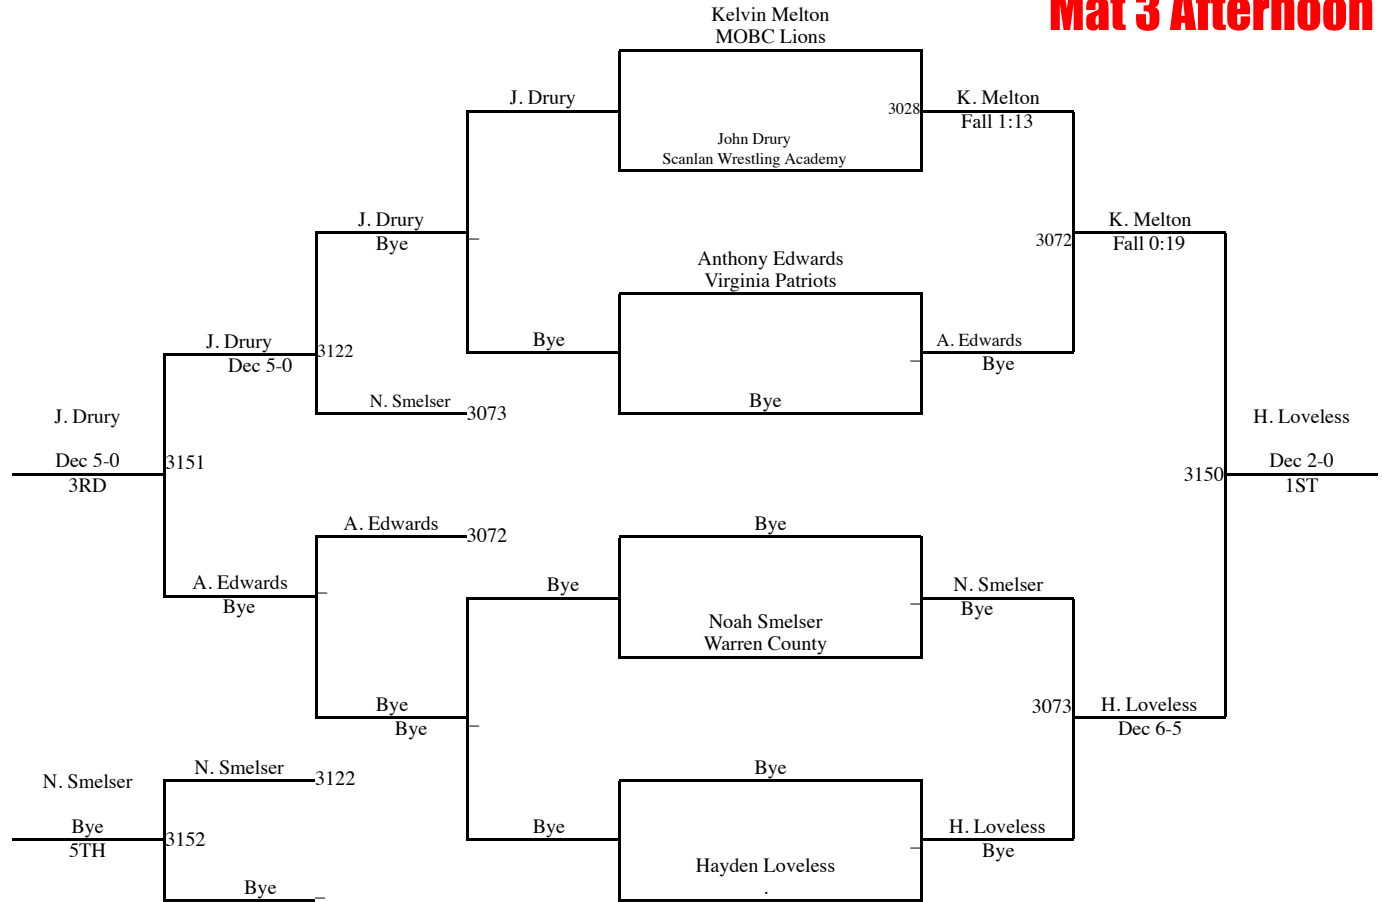 Mat 3 Afternoon
Kelvin Melton
MOBC Lions
J. Drury
3028
K. Melton
Fall 1:13
John Drury
Scanlan Wrestling Academy
J. Drury
Bye
K. Melton
3072
Fall 0:19
Anthony Edwards
Virginia Patriots
J. Drury
3122
Dec 5-0
Bye
A. Edwards
Bye
N. Smelser
3073
Bye
J. Drury
H. Loveless
Dec 5-0
3151
3RD
3150
Dec 2-0
1ST
A. Edwards
3072
Bye
A. Edwards
Bye
Bye
N. Smelser
Bye
Noah Smelser
Warren County
Bye
Bye
3073
H. Loveless
Dec 6-5
N. Smelser
N. Smelser
3122
Bye
Bye
3152
5TH
Bye
H. Loveless
Bye
Hayden Loveless
.
Bye